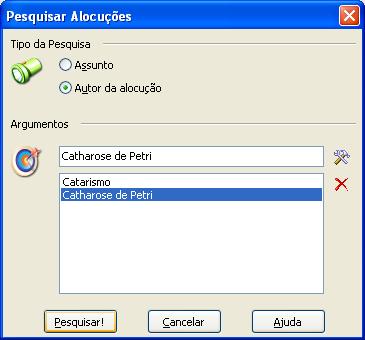 Pesquisar Alocuções
Tipo da Pesquisa
Assunto
Autor da alocução
Argumentos
Catharose de Petri
Catarismo
Catharose de Petri
Pesquisar! Cancelar Ajuda